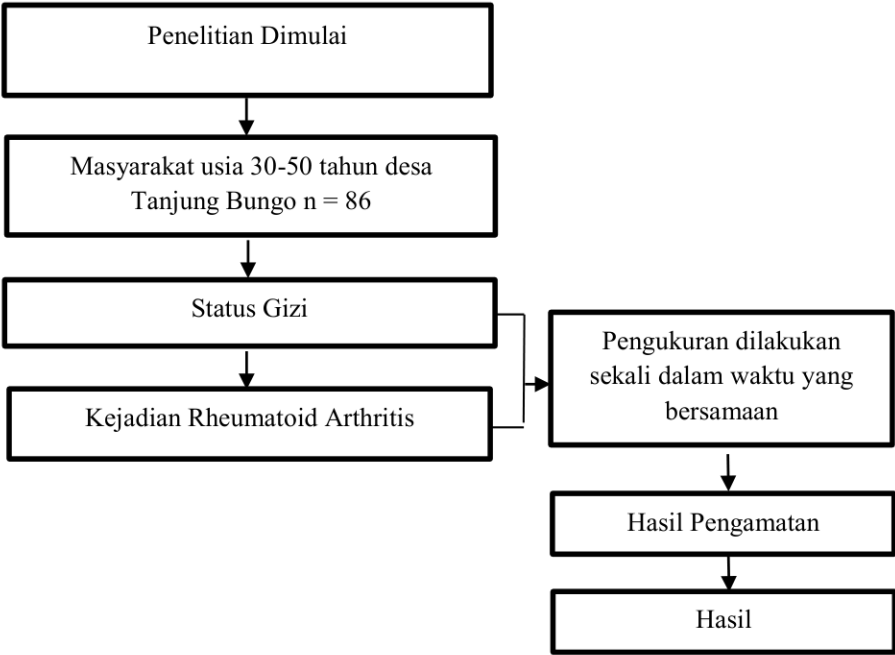 Penelitian Dimulai
Masyarakat usia 30-50 tahun desa
Tanjung Bungo n = 86
Status Gizi
Kejadian Rheumatoid Arthritis
Pengukuran dilakukan
sekali dalam waktu yang
bersamaan
Hasil Pengamatan
Hasil